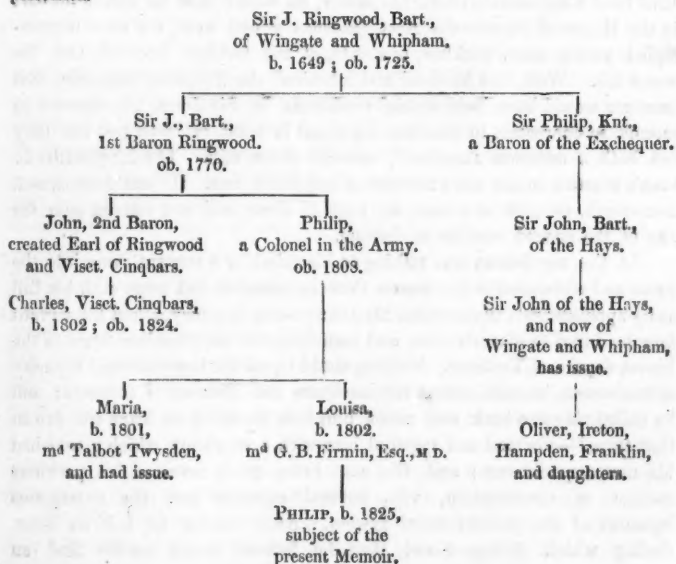 Sir J. Ringwood, Bart.,
of Wingate and Whipham.
b. 1649 ; ob. 1725.
Sir J., Bart.,
1st Baron Ringwood.
ob. 1770,
Sir Philip, Knt.,
a Baron of the Exchequer.
John, 2nd Baron,
created Earl of Ringwood
and Visct. Cinqbars.
Philip,
a Colonel in the Army.
ob. 1803.
Sir John, Bt.,
of the Hays.
Charles, Visct. Cinqbars,
b. 1802 ; ob. 1824.
Sir John of the Hays,
and now of
Wingate and Whipham,
has issue.
Maria,
b. 1801
md Talbot Twysden,
and had issue.
Louisa,
b. 1802,
md G. B. Firmin, Esq., M D.
Oliver, Ireton,
Hampden, Franklin,
and daughters.
PHILIP, b. 1825,
subject of the
present Memoir.